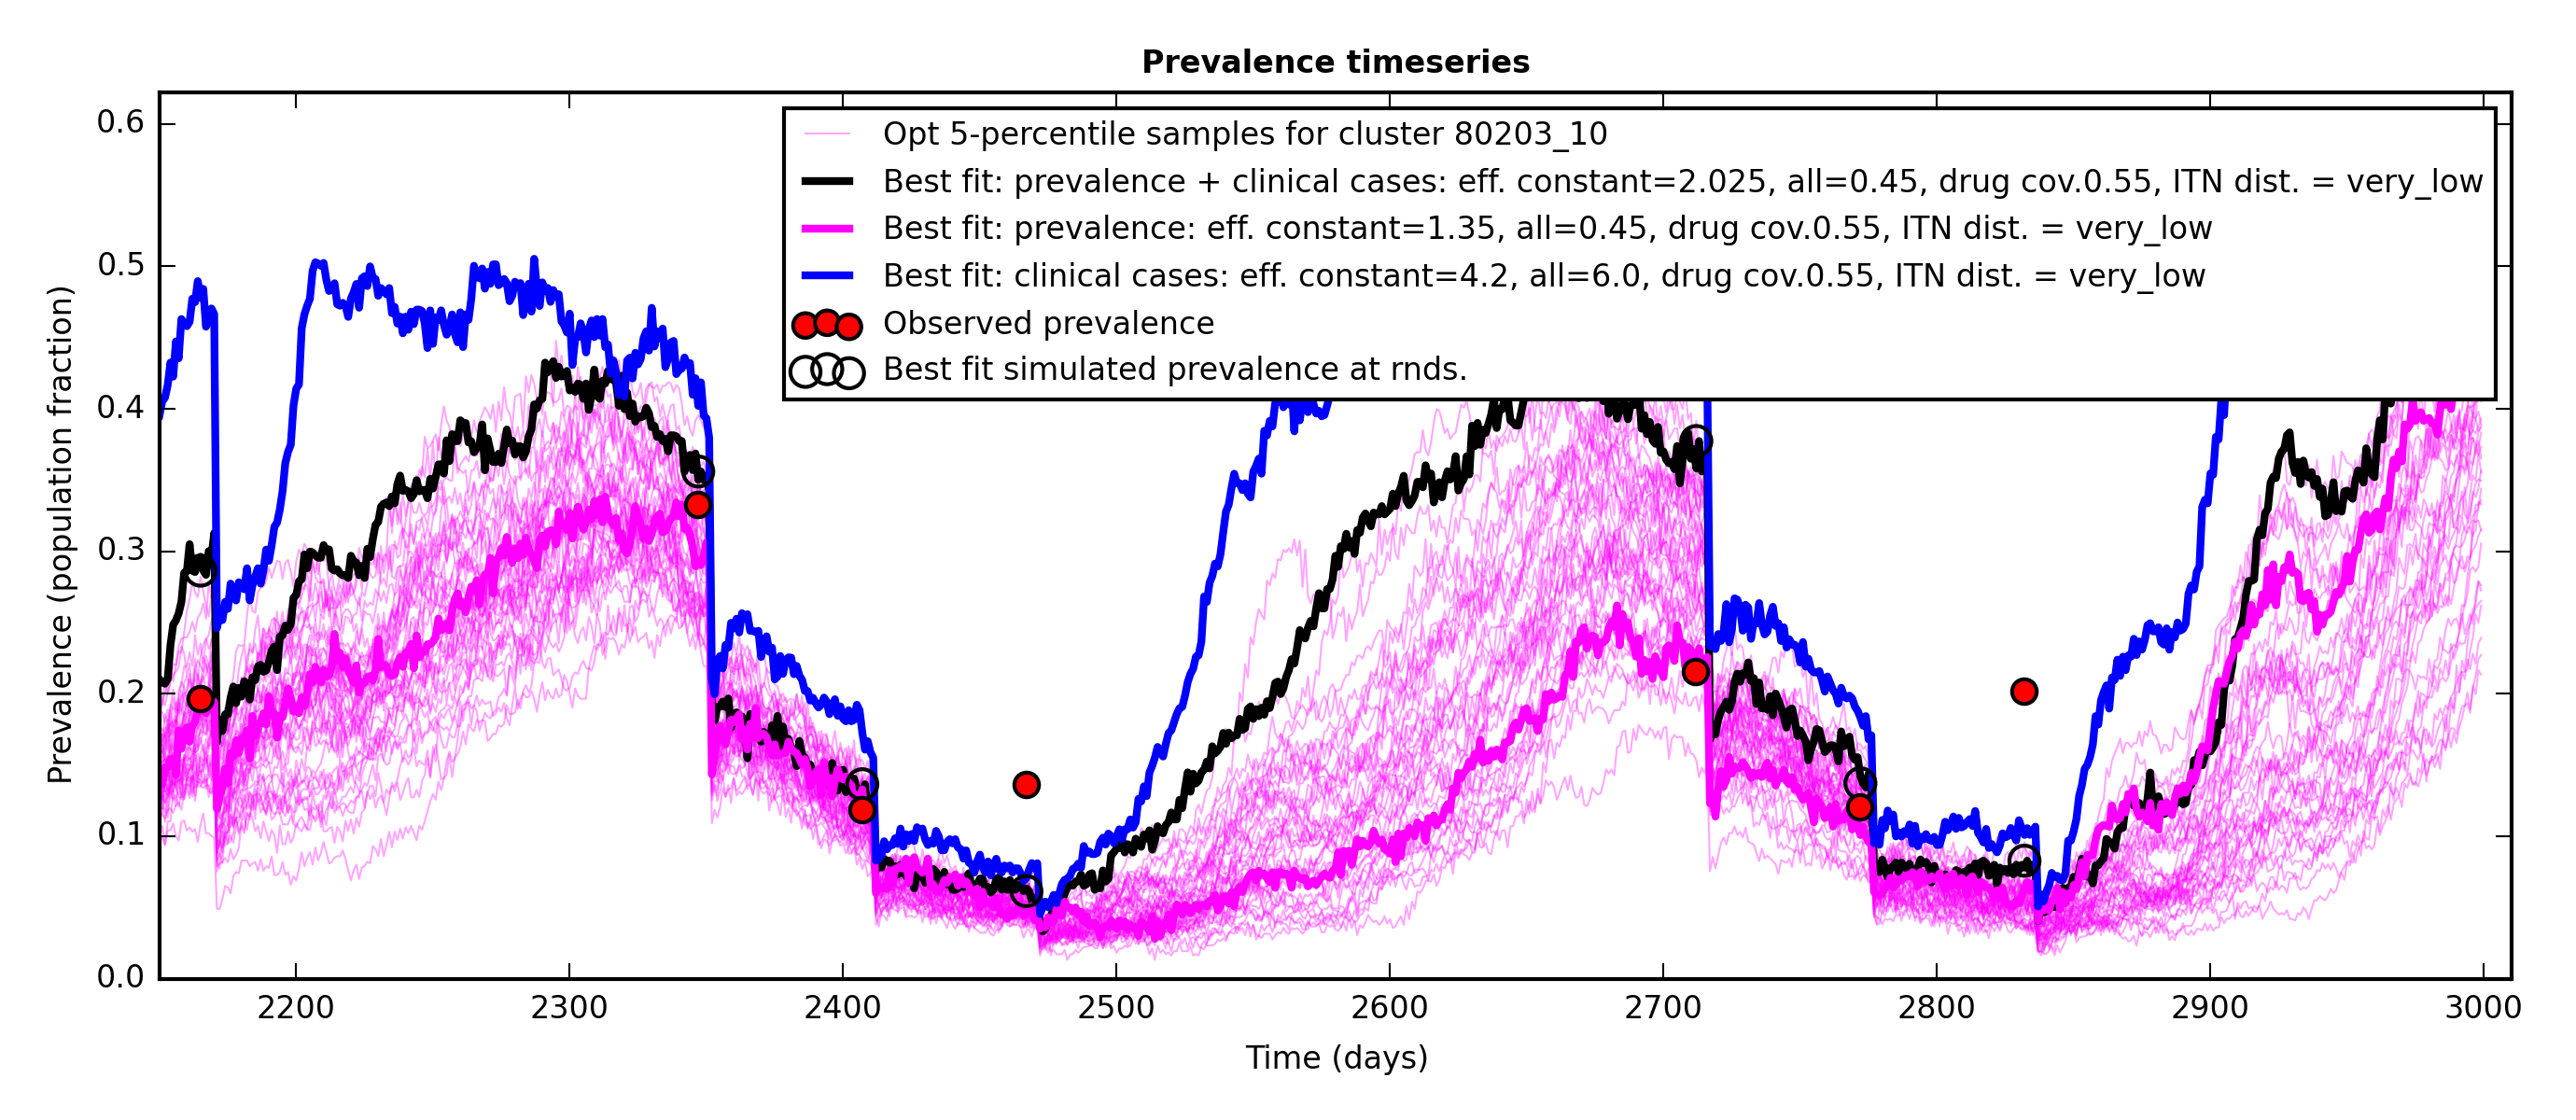 Prevalence timeseries
Opt 5-percentile samples for cluster 80203_10
Best fit: prevalence + clinical cases: eff. constant=2.025, all=0.45, drug cov.0.55, ITN dist. = very_low
Best fit: prevalence: eff. constant=1.35, all=0.45, drug cov.0.55, ITN dist. = very_low
Best fit: clinical cases: eff. constant=4.2, all=6.0, drug cov.0.55, ITN dist. = very_low
Observed prevalence
Best fit simulated prevalence at rnds.
Prevalence (population fraction)
0.6
0.5
0.4
0.3
0.2
0.1
0.0
2200 2300 2400 2500 2600 2700 2800 2900 3000
Time (days)